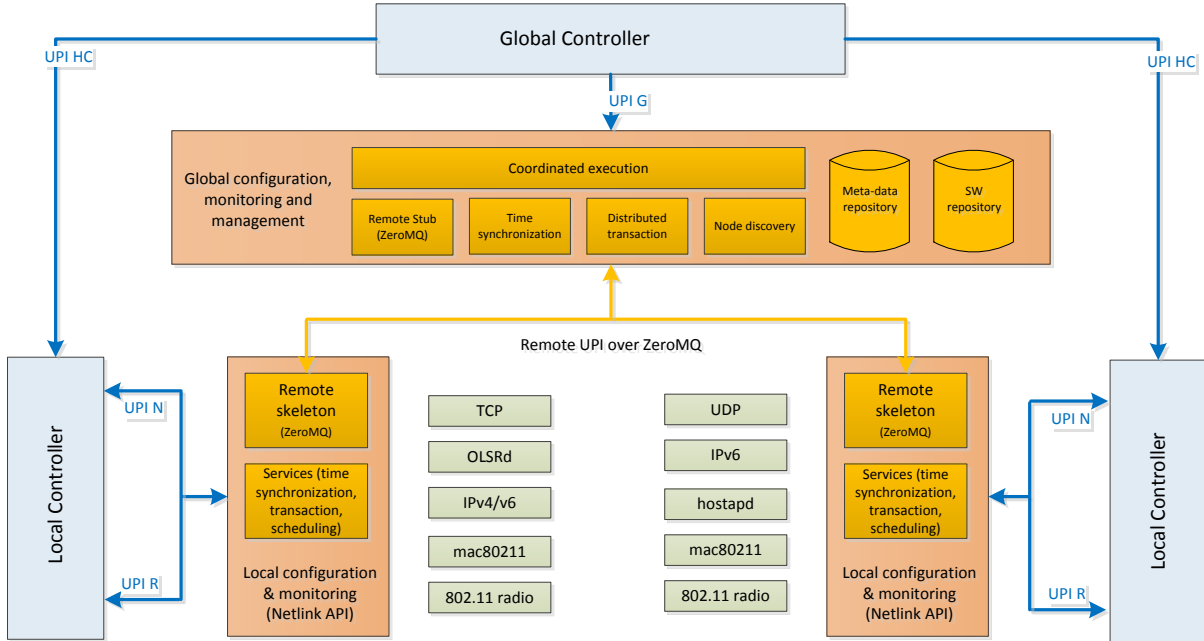 Global Controller
UPI HC
UPI HC
UPI G
Global configuration,
monitoring and
management
Coordinated execution
Remote Stub
(ZeroMQ)
Time
synchronization
Distributed
transaction
Node discovery
Meta-data
repository
SW
repository
Remote UPI over ZeroMQ
Local Controller
UPI N
UPI R
Remote
skeleton
(ZeroMQ)
Services (time
synchronization,
transaction,
scheduling)
Local configuration
& monitoring
(Netlink API)
TCP
OLSRd
IPv4/v6
mac80211
802.11 radio
UDP
IPv6
hostapd
mac80211
802.11 radio
Remote
skeleton
(ZeroMQ)
Services (time
synchronization,
transaction,
scheduling)
Local configuration
& monitoring
(Netlink API)
UPI N
UPI R
Local Controller